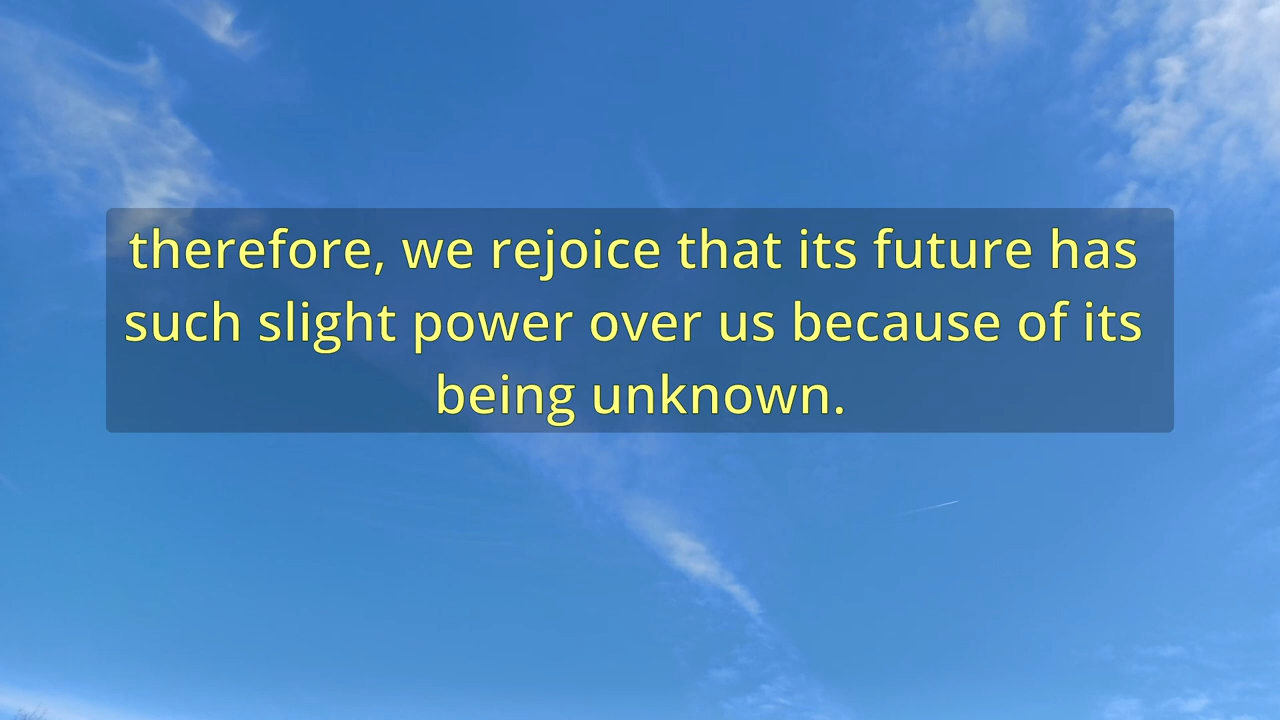 therefore, we rejoice that its future has
such slight power over us because of its
being unknown.